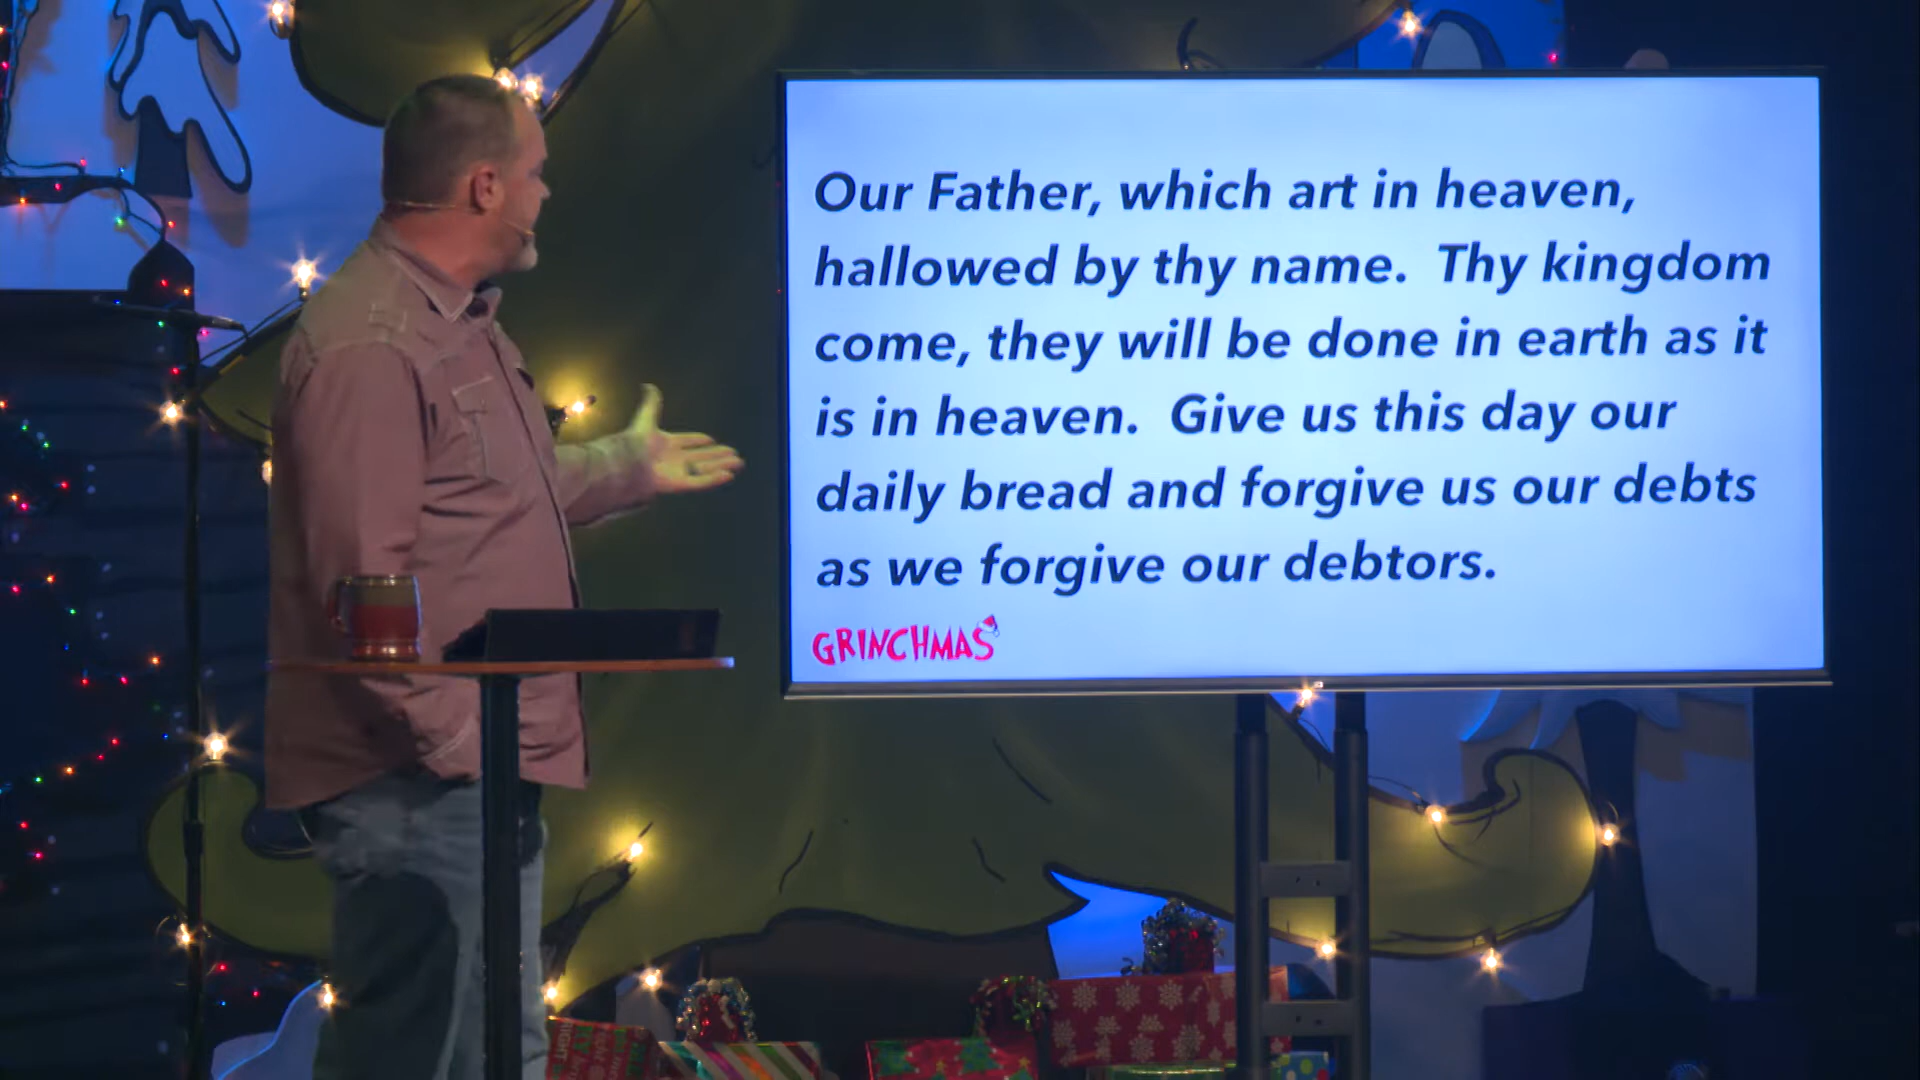 Our Father, which art in heaven,
hallowed by thy name. Thy kingdom
come, they will be done in earth as it
is in heaven. Give us this day our
daily bread and forgive us our debts
as we forgive our debtors.
GRINCHMAS